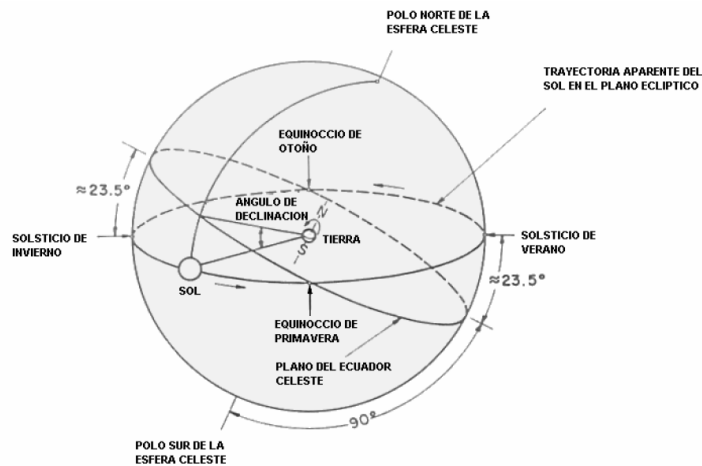 POLO NORTE DE LA
ESFERA CELESTE
TRAYECTORIA APARENTE DEL
SOL EN EL PLANO ECLIPTICO
EQUINOCCIO DE
OTOÑO
≈23.5°
ANGULO DE
DECLINACION
N
S
TIERRA
SOLSTICIO DE
INVIERNO
SOLSTICIO DE
VERANO
SOL
≈23.5°
EQUINOCCIO DE
PRIMAVERA
PLANO DEL ECUADOR
CELESTE
90°
POLO SUR DE LA
ESFERA CELESTE